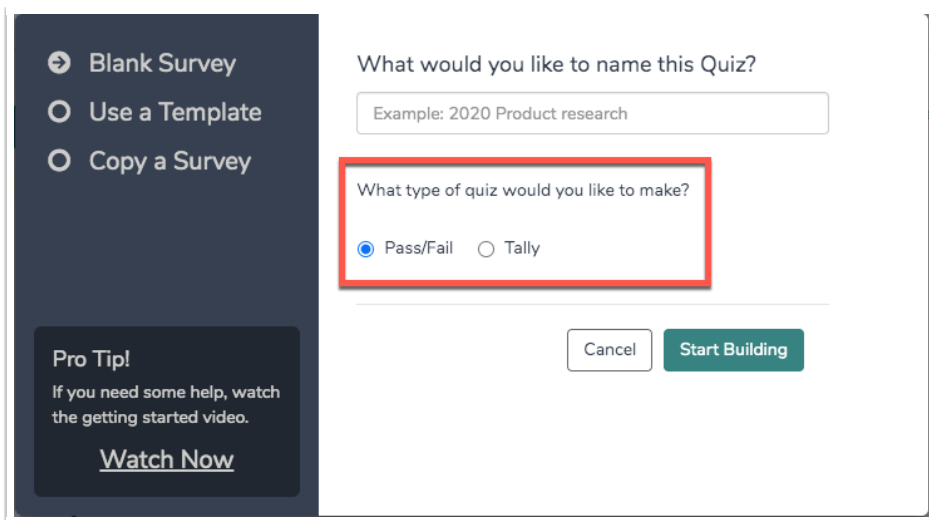 Blank Survey
Use a Template
Copy a Survey
Pro Tip!
If you need some help, watch
the getting started video.
Watch Now
What would you like to name this Quiz?
Example: 2020 Product research
What type of quiz would you like to make?
Pass/Fail Tally
Cancel Start Building